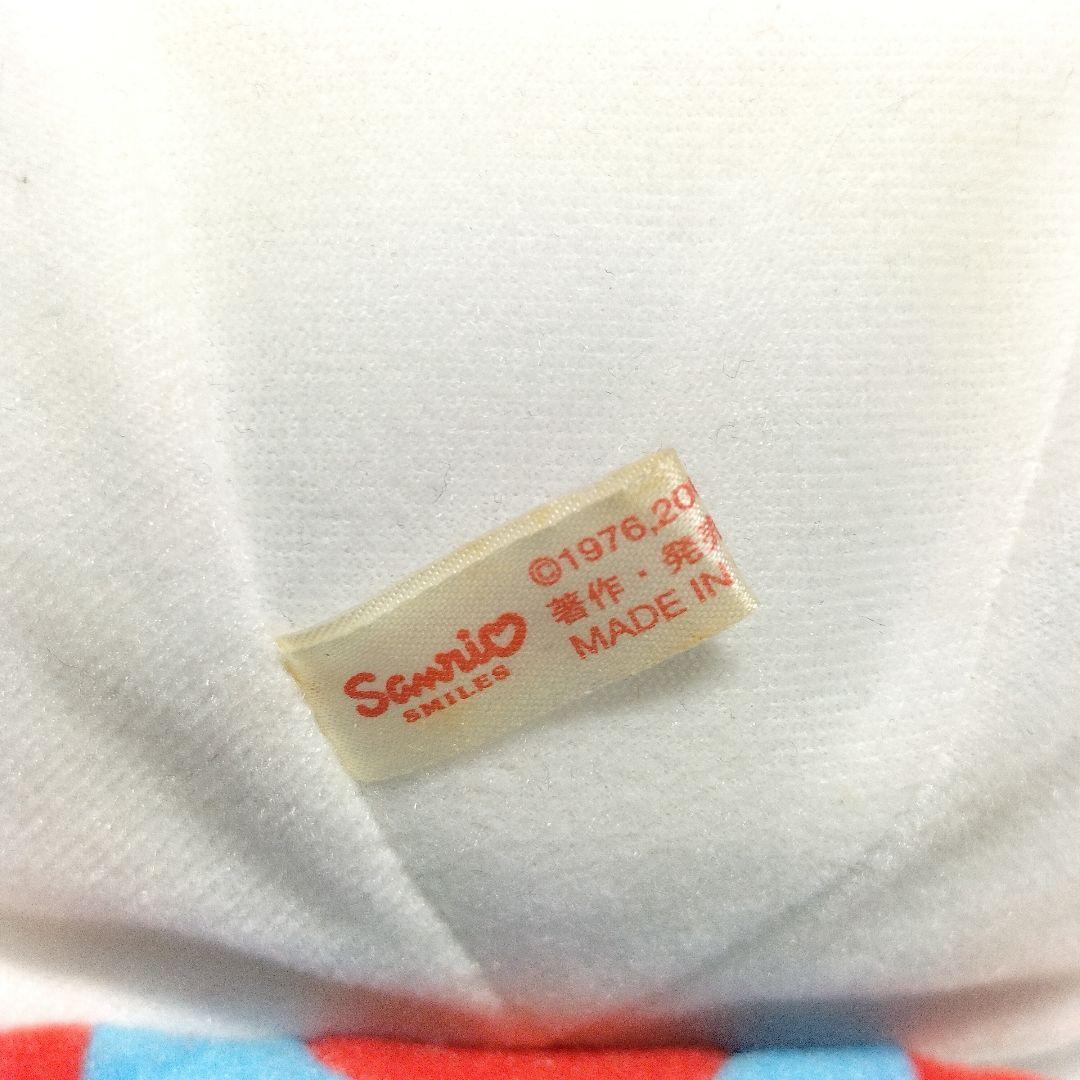 Sanrio
SMILES
©1976,20
著作・発
MADE IN